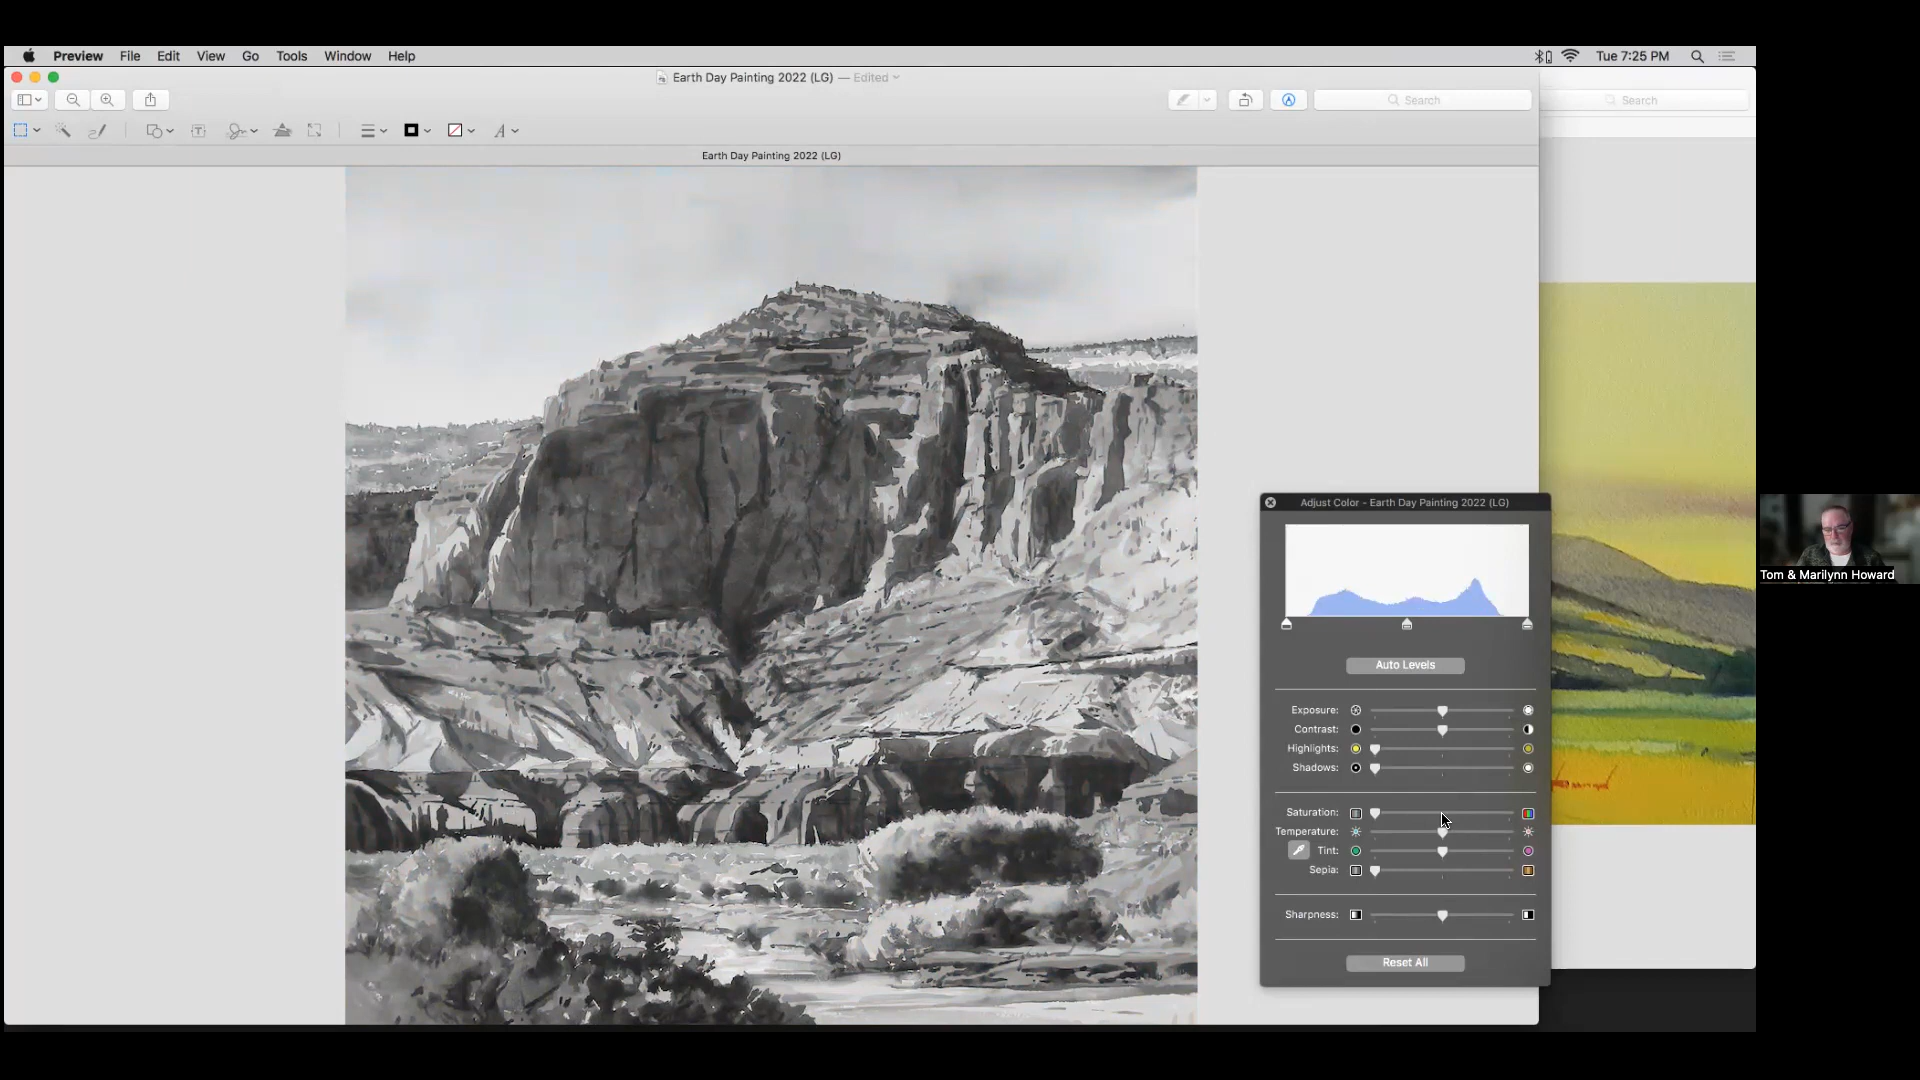 Preview File Edit View Go Tools Window Help
Tue 7:25 PM
Earth Day Painting 2022 (LG) — Edited
Search
Search
Earth Day Painting 2022 (LG)
Adjust Color - Earth Day Painting 2022 (LG)
Auto Levels
Exposure:
Contrast:
Highlights:
Shadows:
Saturation:
Temperature:
Tint:
Sepia:
Sharpness:
Reset All
Tom & Marilynn Howard